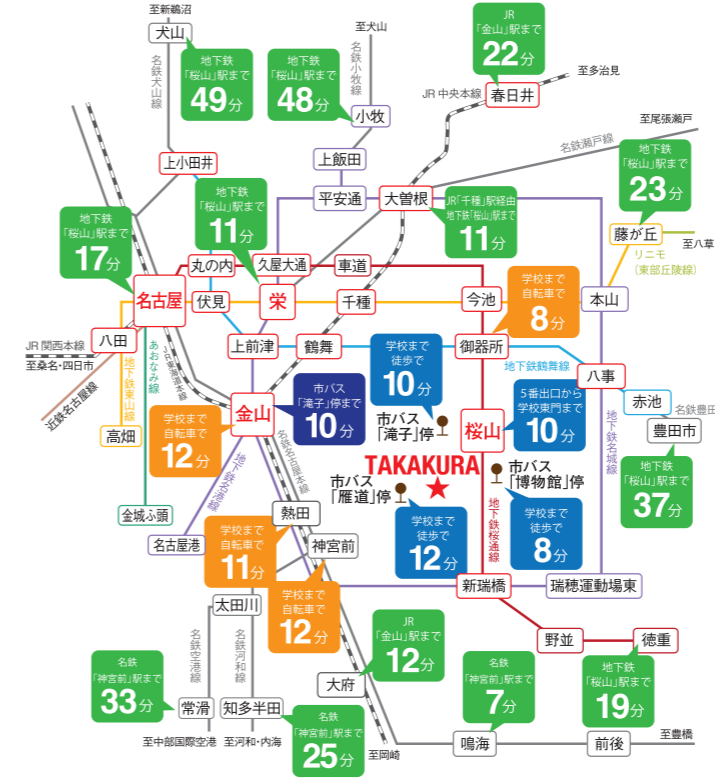 至新鵜沼
犬山
名鉄犬山線
地下鉄
「桜山」駅まで
49分
至犬山
名鉄小牧線
地下鉄
「桜山」駅まで
48分
小牧
JR
「金山」駅まで
22分
至多治見
JR中央本線
春日井
至尾張瀬戸
名鉄瀬戸線
上小田井
上飯田
平安通
大曽根
地下鉄
「桜山」駅まで
23分
地下鉄
「桜山」駅まで
17分
地下鉄
「桜山」駅まで
11分
JR「千種」駅経由
地下鉄「桜山」駅まで
11分
藤が丘
至八草
リニモ
(東部丘陵線)
丸の内
久屋大通
車道
名古屋
伏見
栄
千種
今池
学校まで
自転車で
8分
本山
八田
JR関西本線
至桑名・四日市
近鉄名古屋線
地下鉄東山線
あおなみ線
JR東海道本線
上前津
鶴舞
学校まで
徒歩で
10分
御器所
地下鉄鶴舞線
八事
赤池
名鉄豊田
豊田市
高畑
学校まで
自転車で
12分
金山
市バス
「滝子」停まで
10分
市バス
「滝子」停
桜山
5番出口から
学校東門まで
10分
地下鉄名城線
地下鉄
「桜山」駅まで
37分
名鉄名古屋本線
地下鉄名港線
TAKAKURA
市バス
「雁道」停
市バス
「博物館」停
金城ふ頭
名古屋港
熱田
神宮前
学校まで
自転車で
11分
学校まで
徒歩で
12分
地下鉄桜通線
学校まで
徒歩で
8分
学校まで
自転車で
12分
新瑞橋
瑞穂運動場東
太田川
名鉄空港線
名鉄河和線
JR
「金山」駅まで
12分
野並
徳重
名鉄
「神宮前」駅まで
33分
大府
名鉄
「神宮前」駅まで
7分
地下鉄
「桜山」駅まで
19分
常滑
知多半田
名鉄
「神宮前」駅まで
25分
至中部国際空港
至河和・内海
至岡崎
鳴海
前後
至豊橋